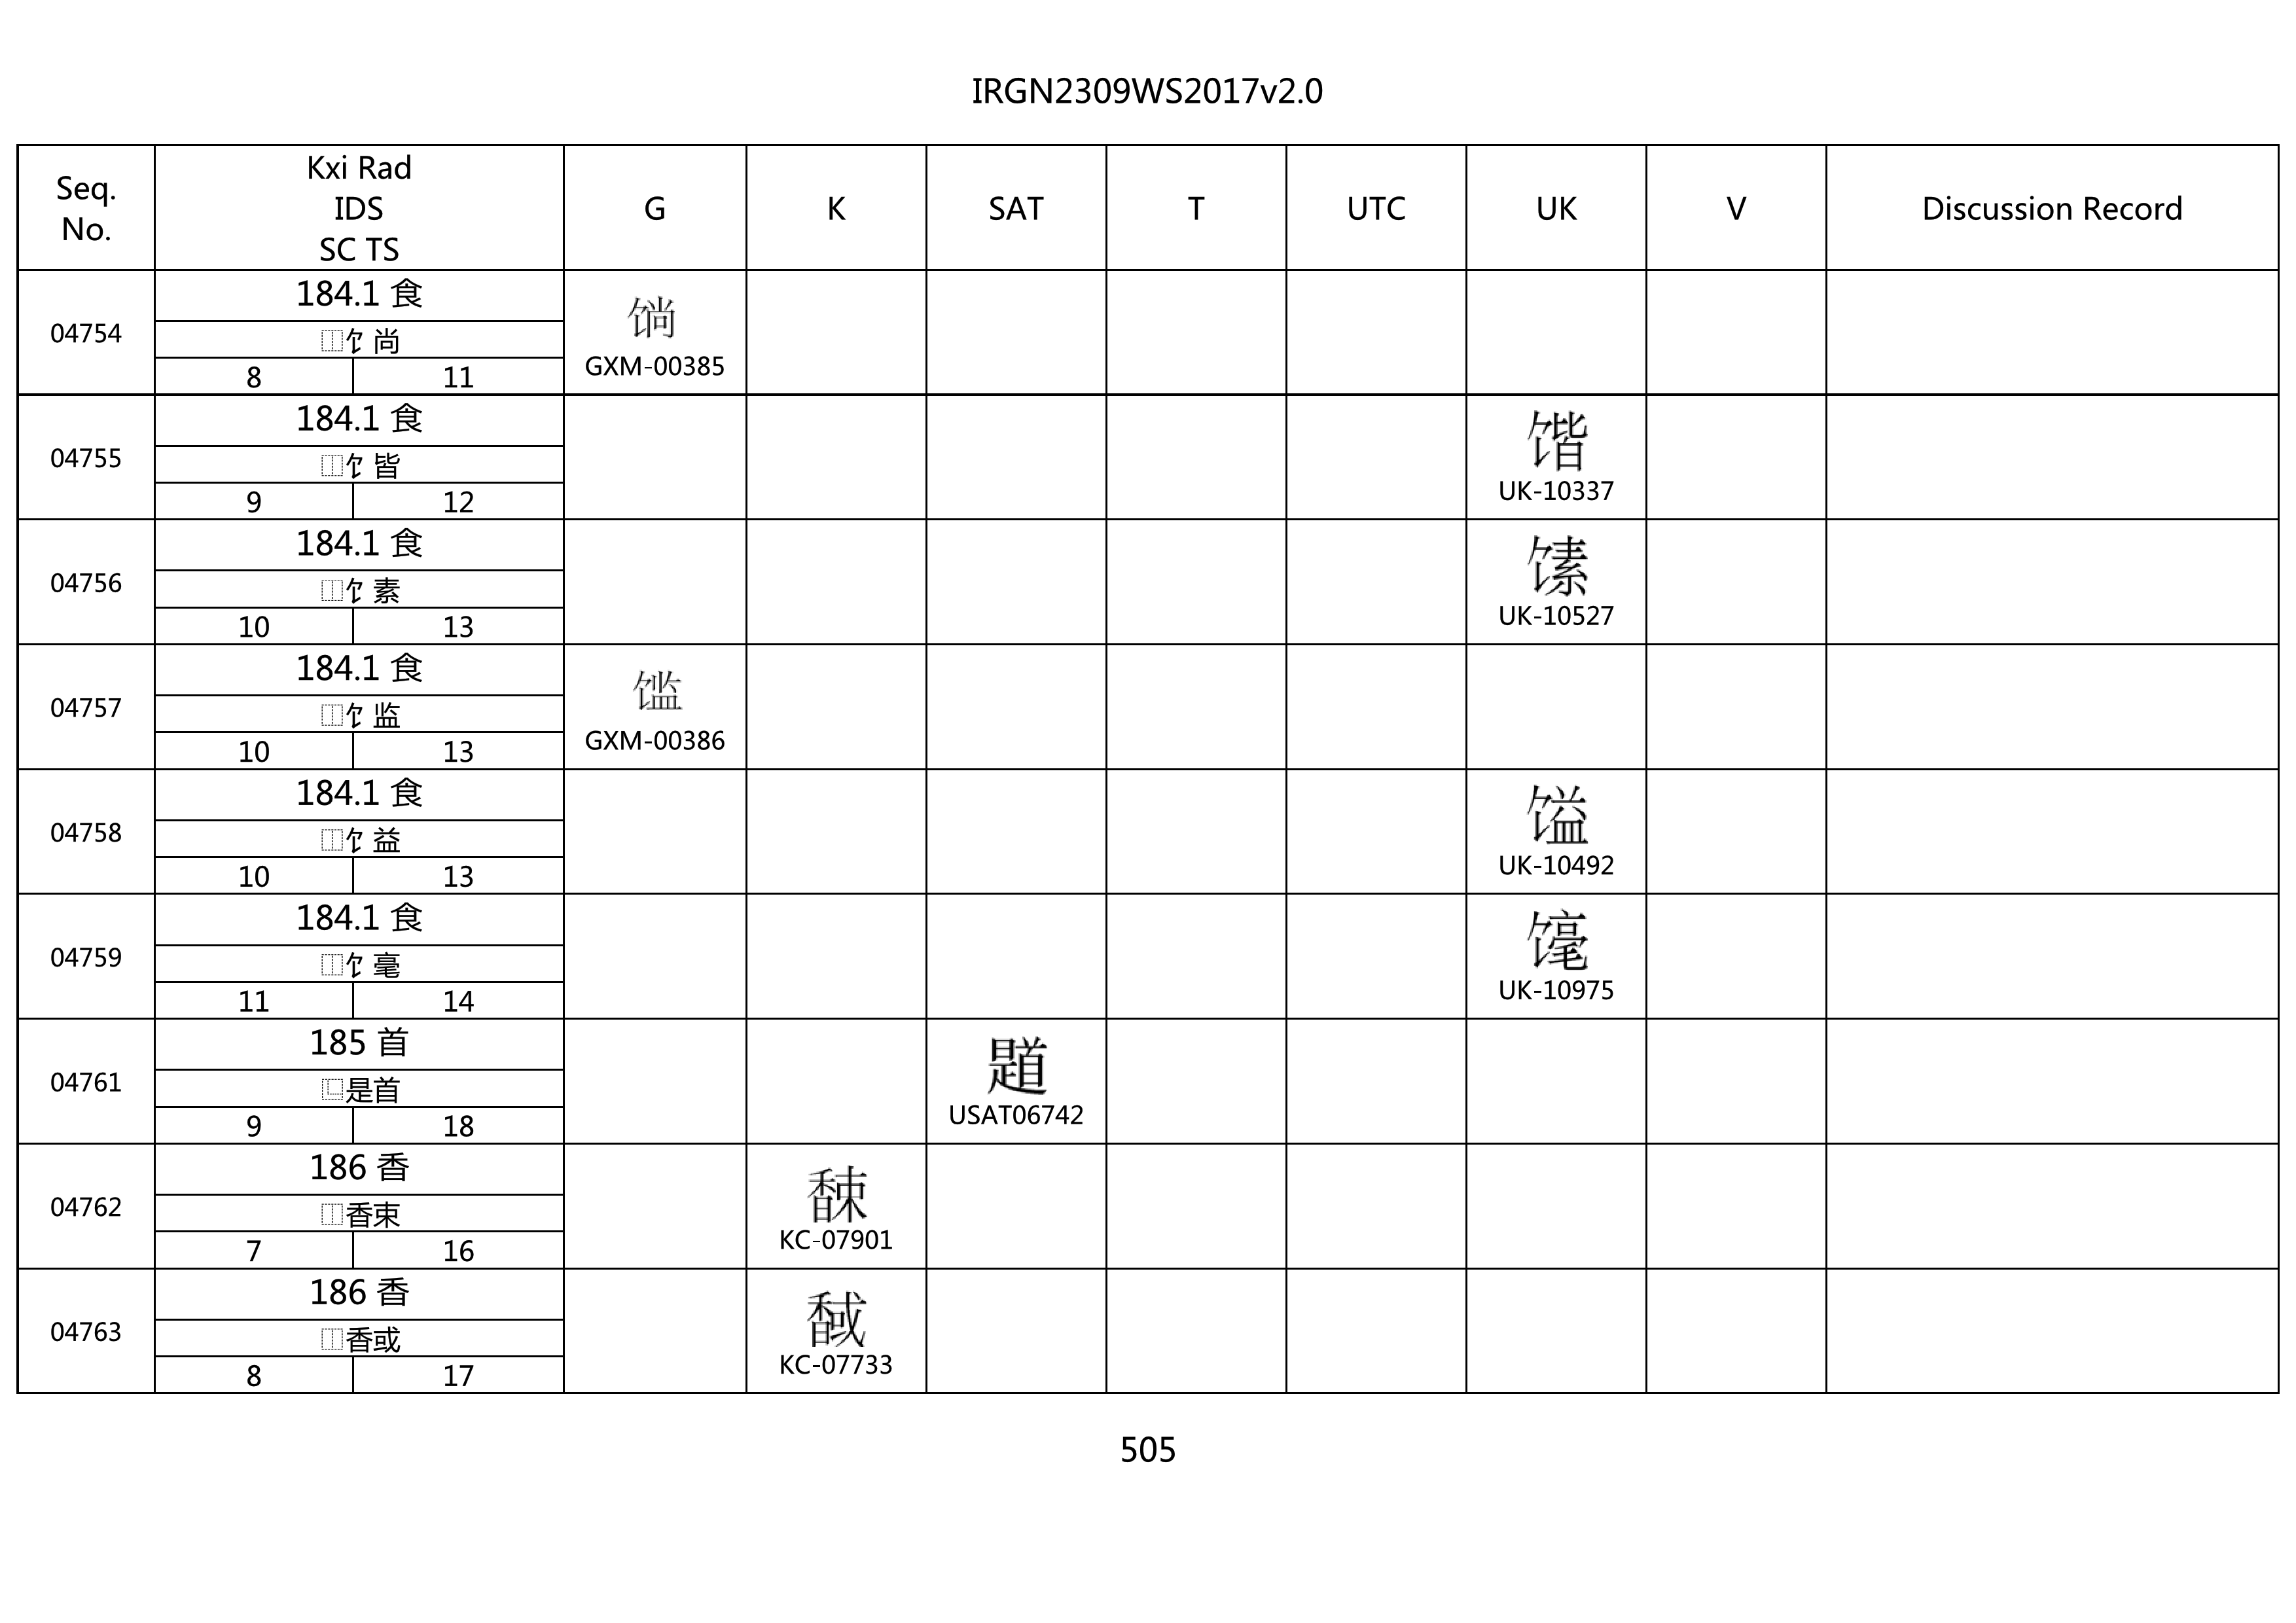 IRGN2309WS2017v2.0
Seq. No. Kxi Rad IDS SC TS G K SAT T UTC UK V Discussion Record
04754
184.1 食
⿰饣尚
8 11
GXM-00385
04755
184.1 食
⿰饣皆
9 12
UK-10337
04756
184.1 食
⿰饣素
10 13
UK-10527
04757
184.1 食
⿰饣监
10 13
GXM-00386
04758
184.1 食
⿰饣益
10 13
UK-10492
04759
184.1 食
⿰饣毫
11 14
UK-10975
04761
185 首
⿺是首
9 18
USAT06742
04762
186 香
⿰香束
7 16
KC-07901
04763
186 香
⿰香或
8 17
KC-07733
505